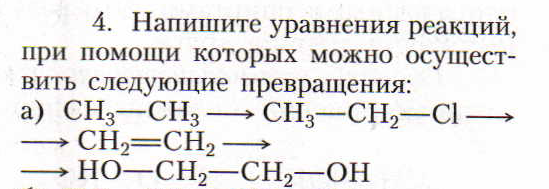 4. Напишите уравнения реакций,
при помощи которых можно осущест-
вить следующие превращения:
а) CH₃—CH₃ ⟶ CH₃—CH₂—Cl ⟶
⟶ CH₂=CH₂ ⟶
⟶ HO—CH₂—CH₂—OH